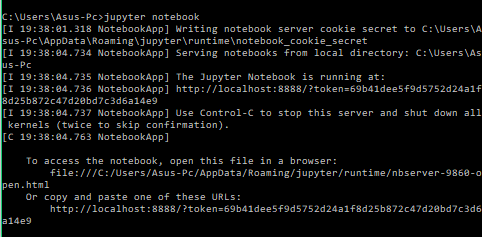 C:\Users\Asus-Pc>jupyter notebook
[I 19:38:01.318 NotebookApp] Writing notebook server cookie secret to C:\Users\A
sus-Pc\AppData\Roaming\jupyter\runtime\notebook_cookie_secret
[I 19:38:04.734 NotebookApp] Serving notebooks from local directory: C:\Users\As
us-Pc
[I 19:38:04.735 NotebookApp] The Jupyter Notebook is running at:
[I 19:38:04.736 NotebookApp] http://localhost:8888/?token=69b41dee5f9d5752d24a1f
8d25b872c47d20bd7c3d6a14e9
[I 19:38:04.737 NotebookApp] Use Control-C to stop this server and shut down all
kernels (twice to skip confirmation).
[C 19:38:04.763 NotebookApp]
To access the notebook, open this file in a browser:
file:///C:/Users/Asus-Pc/AppData/Roaming/jupyter/runtime/nbserver-9860-o
pen.html
Or copy and paste one of these URLs:
http://localhost:8888/?token=69b41dee5f9d5752d24a1f8d25b872c47d20bd7c3d6
a14e9